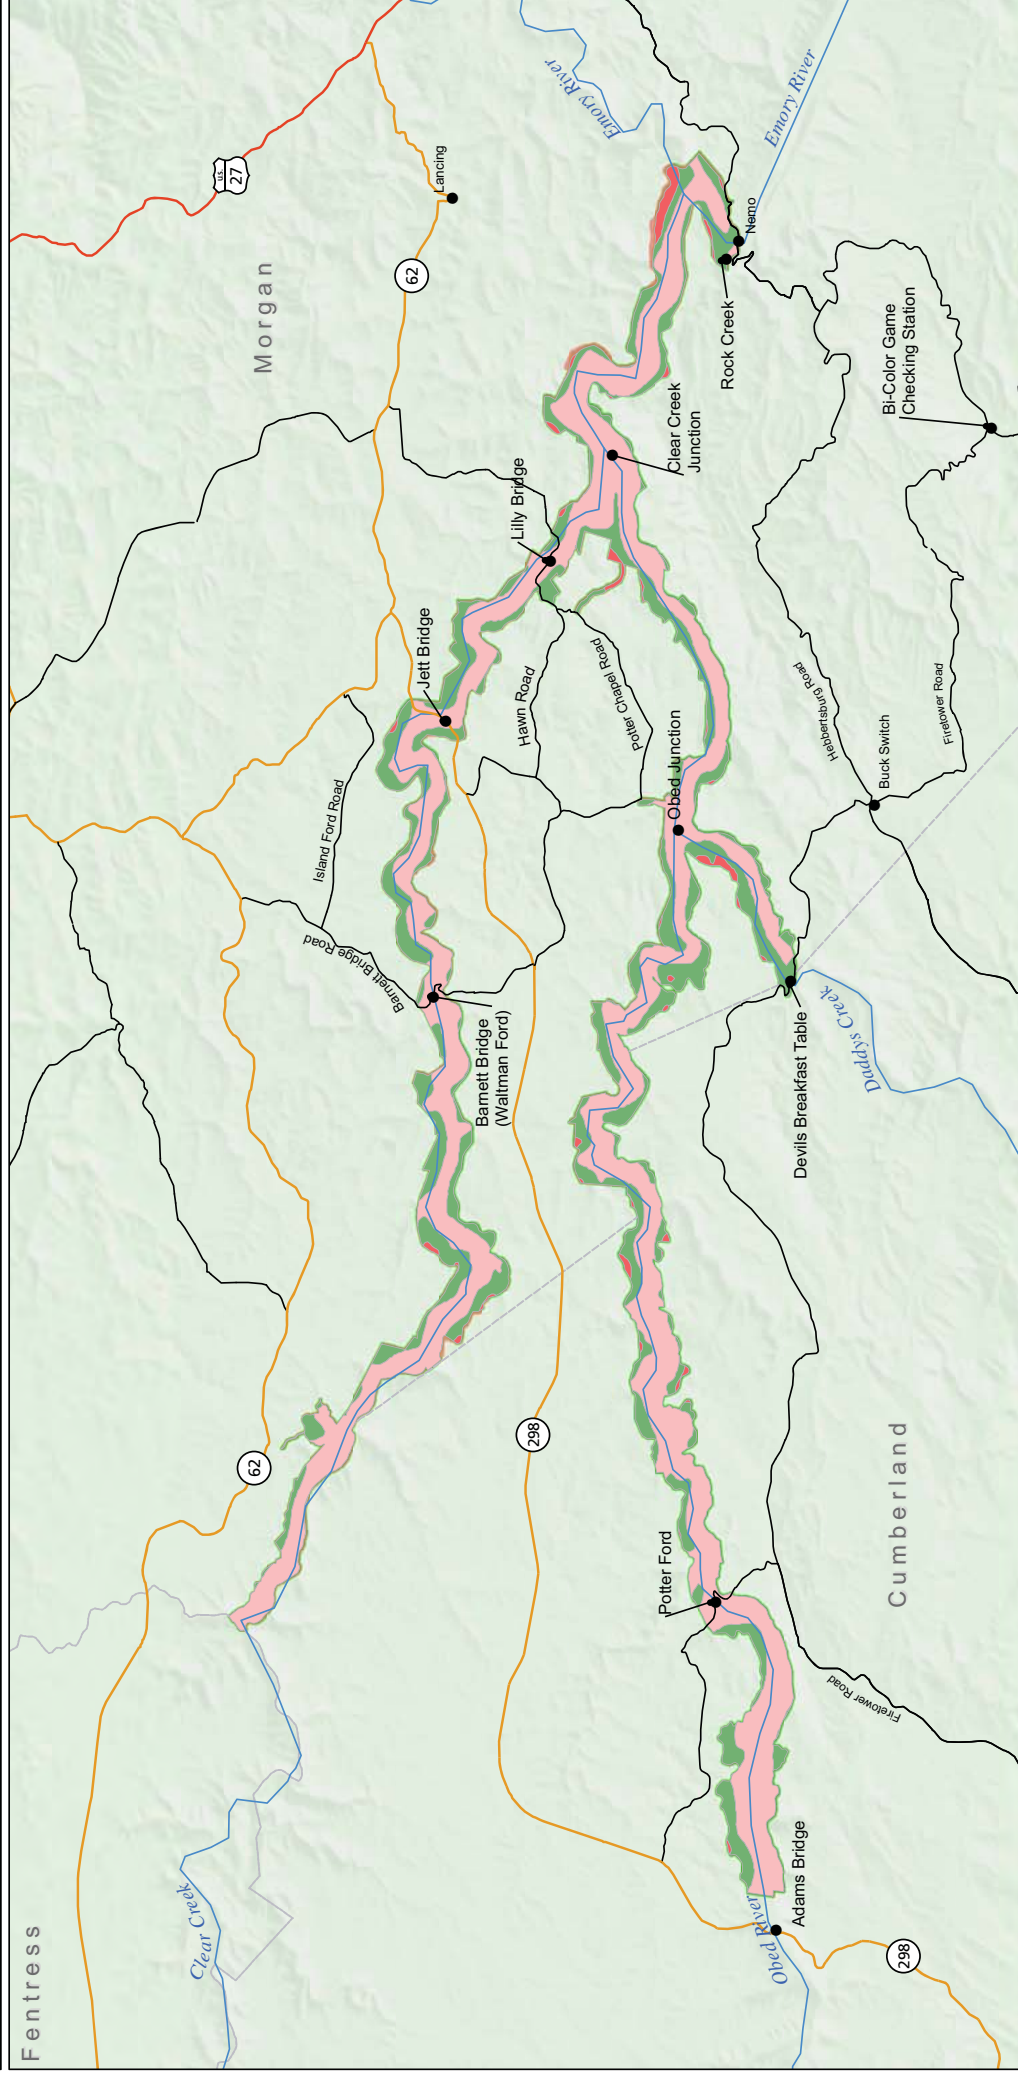 Fentress
Morgan
Cumberland
U.S.
27
62
62
298
298
Lancing
Emory River
Emory River
Nemo
Rock Creek
Bi-Color Game
Checking Station
Clear Creek
Junction
Lilly Bridge
Jett Bridge
Hawn Road
Potter Chapel Road
Hebbertsburg Road
Firetower Road
Buck Switch
Obed Junction
Island Ford Road
Barnett Bridge Road
Barnett Bridge
(Waltman Ford)
Daddys Creek
Devils Breakfast Table
Potter Ford
Firetower Road
Clear Creek
Obed River
Adams Bridge